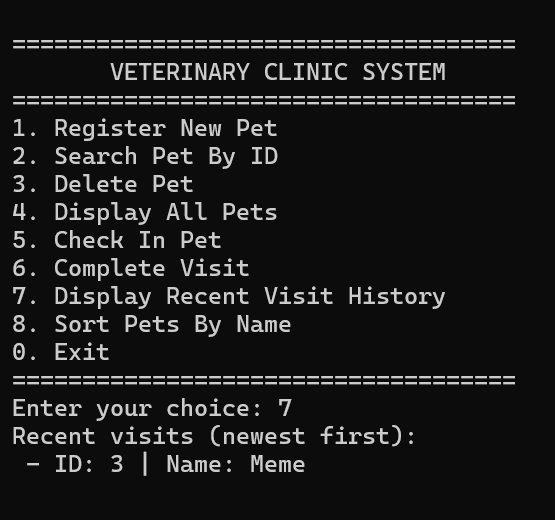 ====================================
VETERINARY CLINIC SYSTEM
====================================
1. Register New Pet
2. Search Pet By ID
3. Delete Pet
4. Display All Pets
5. Check In Pet
6. Complete Visit
7. Display Recent Visit History
8. Sort Pets By Name
0. Exit
====================================
Enter your choice: 7
Recent visits (newest first):
- ID: 3 | Name: Meme